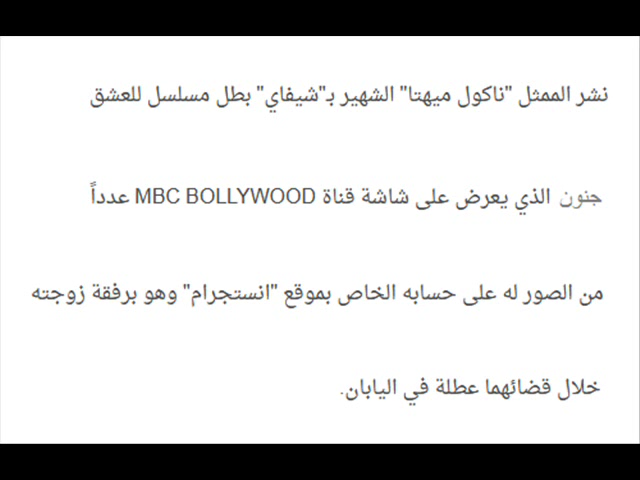 نشر الممثل "ناكول ميهتا" الشهير بـ"شيفاي" بطل مسلسل للعشق
جنون الذي يعرض على شاشة قناة MBC BOLLYWOOD عدداً
من الصور له على حسابه الخاص بموقع "انستجرام" وهو برفقة زوجته
خلال قضائهما عطلة في اليابان.